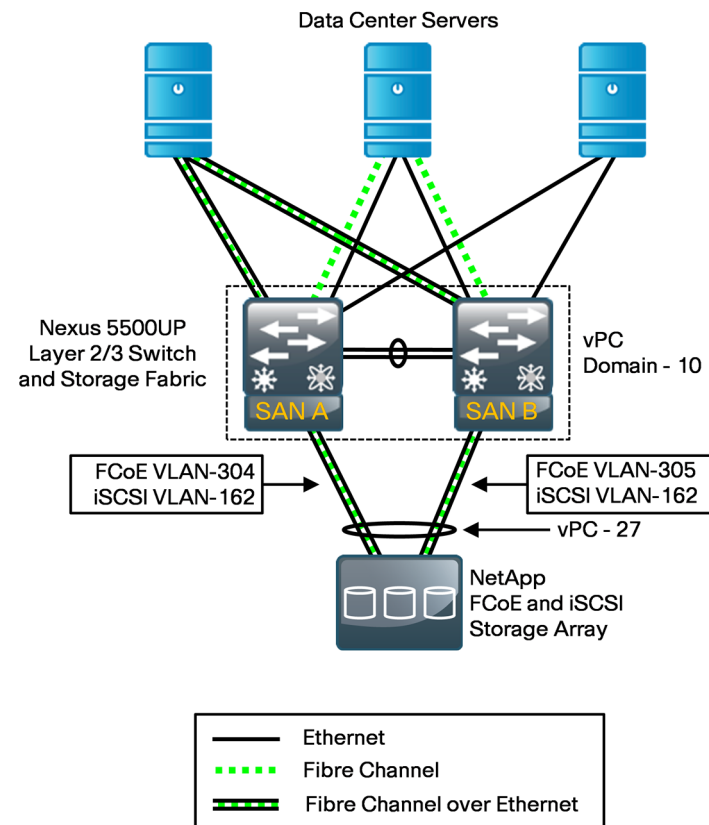 Data Center Servers
Nexus 5500UP
Layer 2/3 Switch
and Storage Fabric
vPC
Domain - 10
SAN A
SAN B
FCoE VLAN-304
iSCSI VLAN-162
FCoE VLAN-305
iSCSI VLAN-162
vPC - 27
NetApp
FCoE and iSCSI
Storage Array
Ethernet
Fibre Channel
Fibre Channel over Ethernet